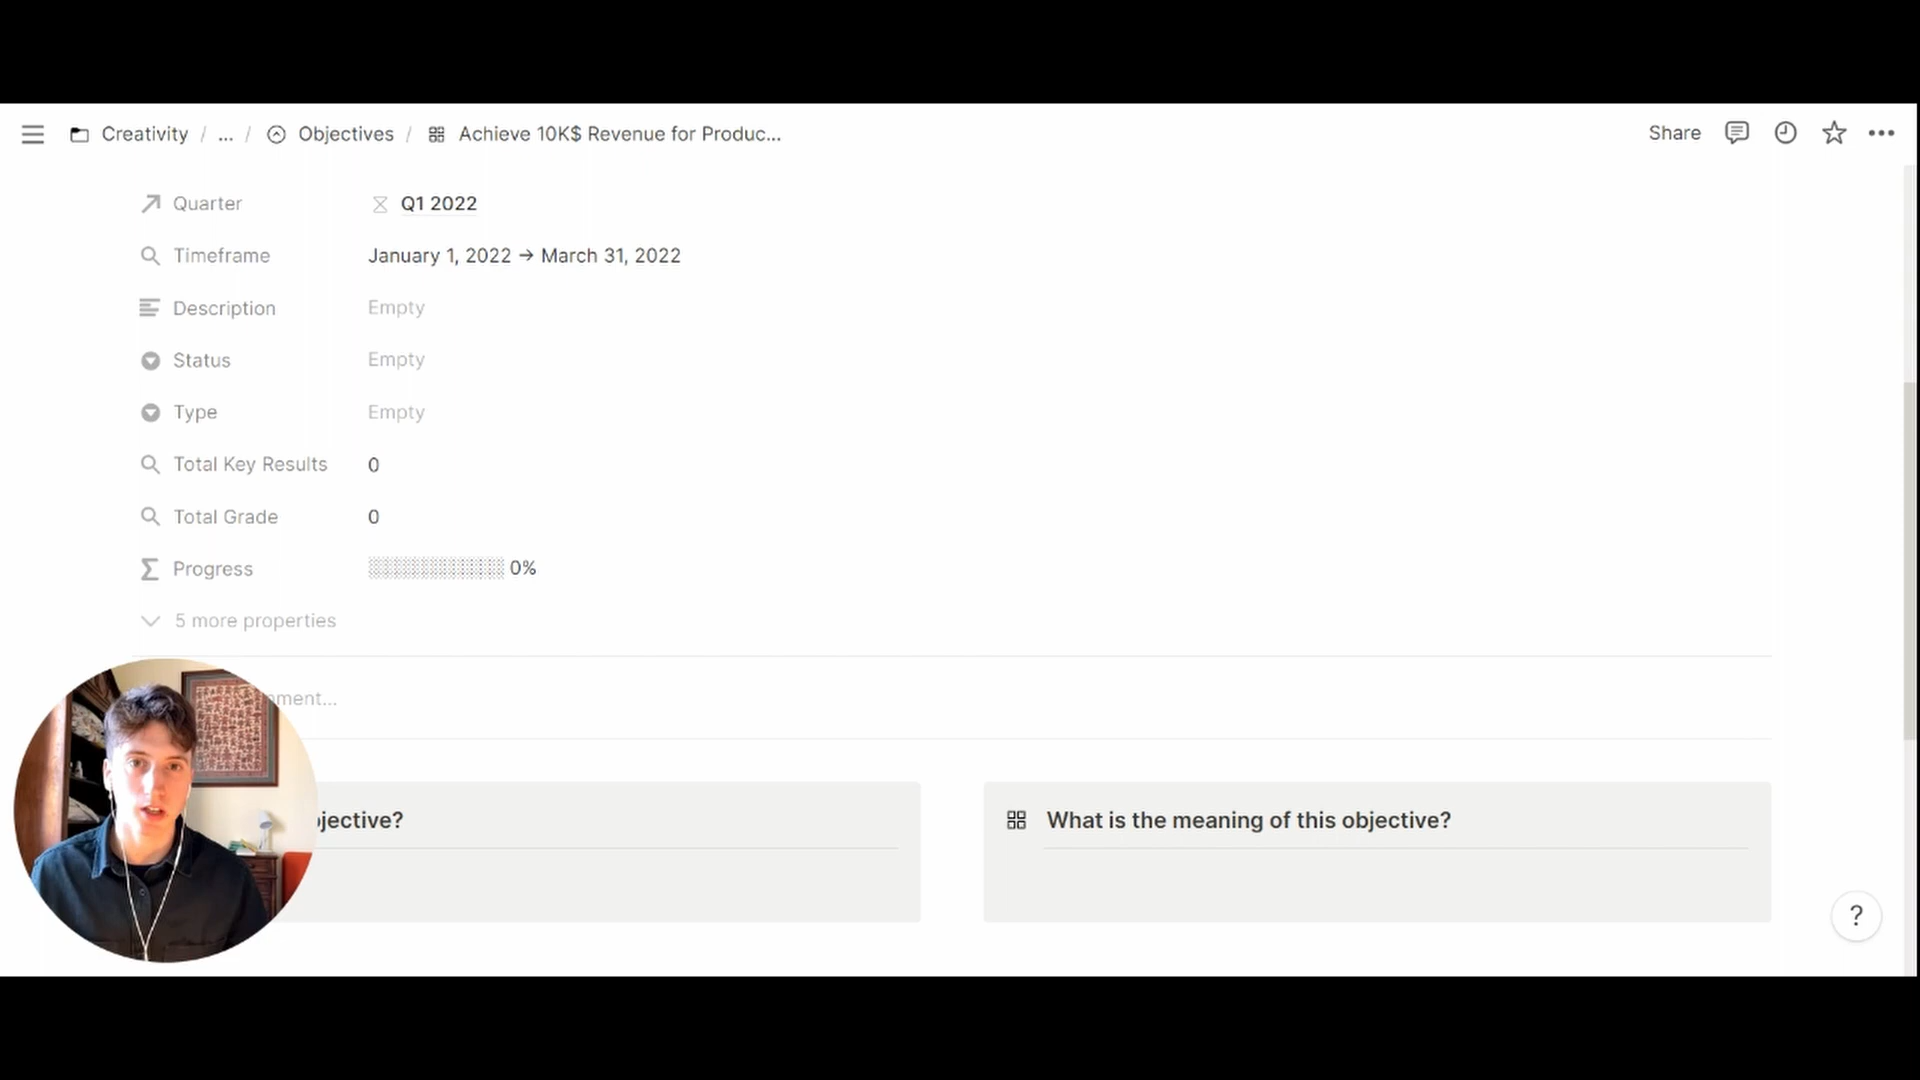 Creativity / ... / Objectives / Achieve 10K$ Revenue for Produc...
Share
Quarter Q1 2022
Timeframe January 1, 2022 → March 31, 2022
Description Empty
Status Empty
Type Empty
Total Key Results 0
Total Grade 0
Progress 0%
5 more properties
nment...
jective?
What is the meaning of this objective?
?